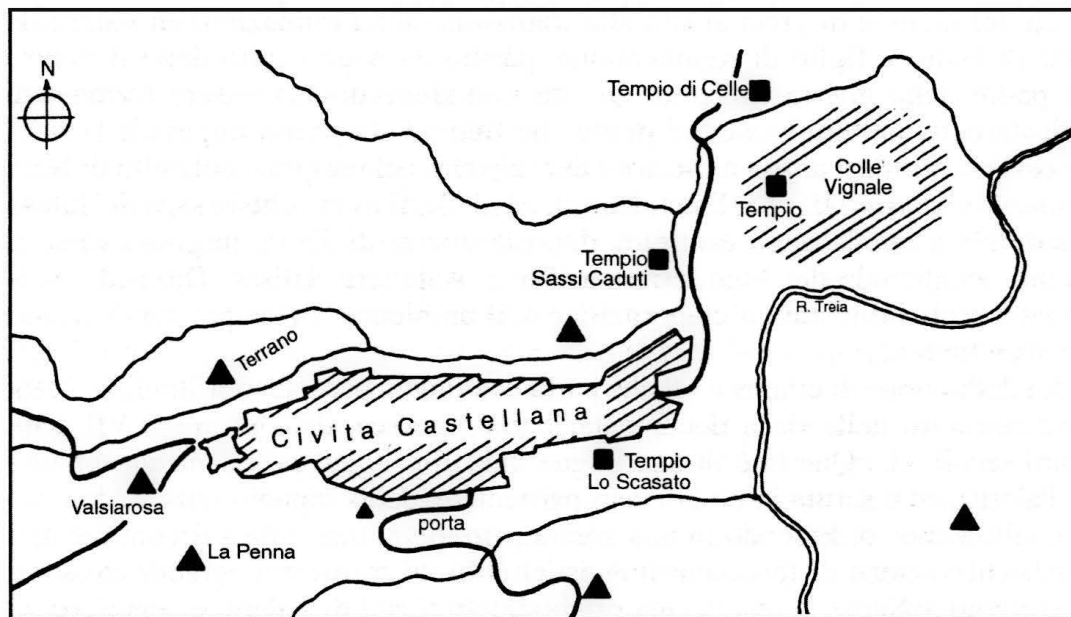 N
Tempio di Celle
Colle
Vignale
Tempio
Tempio
Sassi Caduti
R. Treia
Terrano
Civita Castellana
Tempio
Lo Scasato
Valsiarosa
porta
La Penna